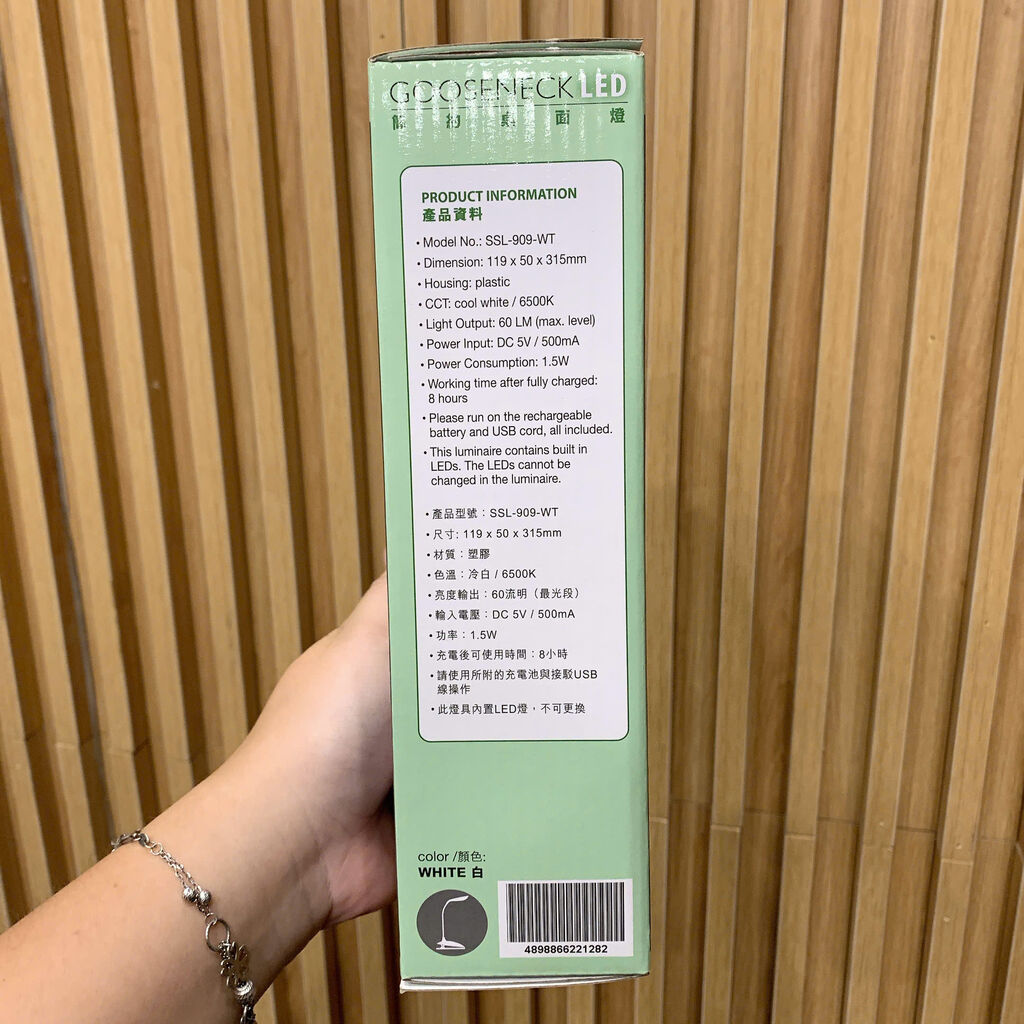 GOOSENECK LED
簡約桌面燈
PRODUCT INFORMATION
產品資料
• Model No.: SSL-909-WT
• Dimension: 119 x 50 x 315mm
• Housing: plastic
• CCT: cool white / 6500K
• Light Output: 60 LM (max. level)
• Power Input: DC 5V / 500mA
• Power Consumption: 1.5W
• Working time after fully charged:
8 hours
• Please run on the rechargeable
battery and USB cord, all included.
• This luminaire contains built in
LEDs. The LEDs cannot be
changed in the luminaire.
• 產品型號：SSL-909-WT
• 尺寸: 119 x 50 x 315mm
• 材質：塑膠
• 色溫：冷白 / 6500K
• 亮度輸出：60流明（最光段）
• 輸入電壓：DC 5V / 500mA
• 功率：1.5W
• 充電後可使用時間：8小時
• 請使用所附的充電池與接駁USB
線操作
• 此燈具內置LED燈，不可更換
color /顏色:
WHITE 白
4898866221282